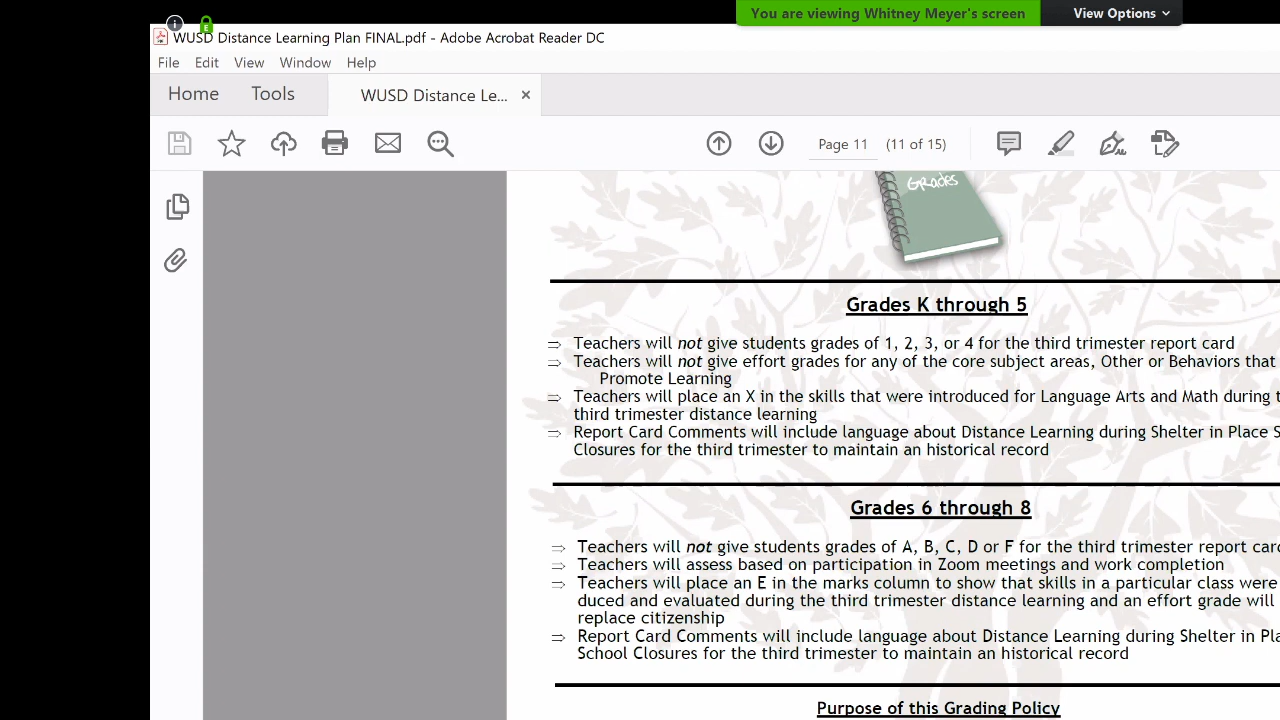 You are viewing Whitney Meyer's screen
View Options
WUSD Distance Learning Plan FINAL.pdf - Adobe Acrobat Reader DC
File Edit View Window Help
Home Tools WUSD Distance Le... ×
Page 11 (11 of 15)
Grades
Grades K through 5
⇒ Teachers will not give students grades of 1, 2, 3, or 4 for the third trimester report card
⇒ Teachers will not give effort grades for any of the core subject areas, Other or Behaviors that
Promote Learning
⇒ Teachers will place an X in the skills that were introduced for Language Arts and Math during
third trimester distance learning
⇒ Report Card Comments will include language about Distance Learning during Shelter in Place
Closures for the third trimester to maintain an historical record
Grades 6 through 8
⇒ Teachers will not give students grades of A, B, C, D or F for the third trimester report
⇒ Teachers will assess based on participation in Zoom meetings and work completion
⇒ Teachers will place an E in the marks column to show that skills in a particular class were
duced and evaluated during the third trimester distance learning and an effort grade will
replace citizenship
⇒ Report Card Comments will include language about Distance Learning during Shelter in
School Closures for the third trimester to maintain an historical record
Purpose of this Grading Policy